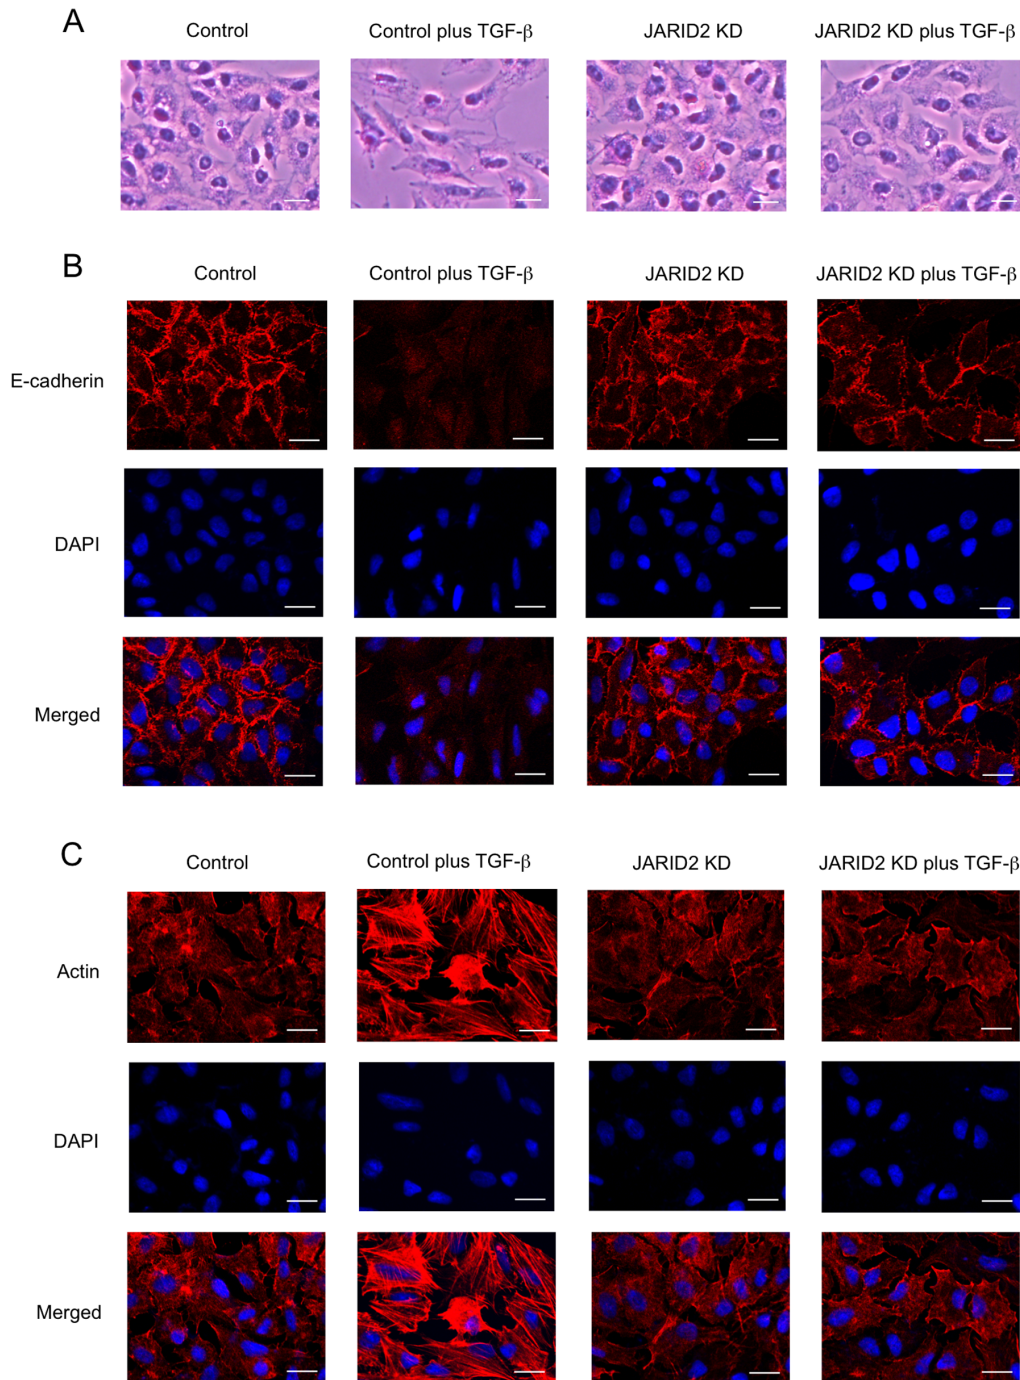 A
Control
Control plus TGF-β
JARID2 KD
JARID2 KD plus TGF-β
B
Control
Control plus TGF-β
JARID2 KD
JARID2 KD plus TGF-β
E-cadherin
DAPI
Merged
C
Control
Control plus TGF-β
JARID2 KD
JARID2 KD plus TGF-β
Actin
DAPI
Merged